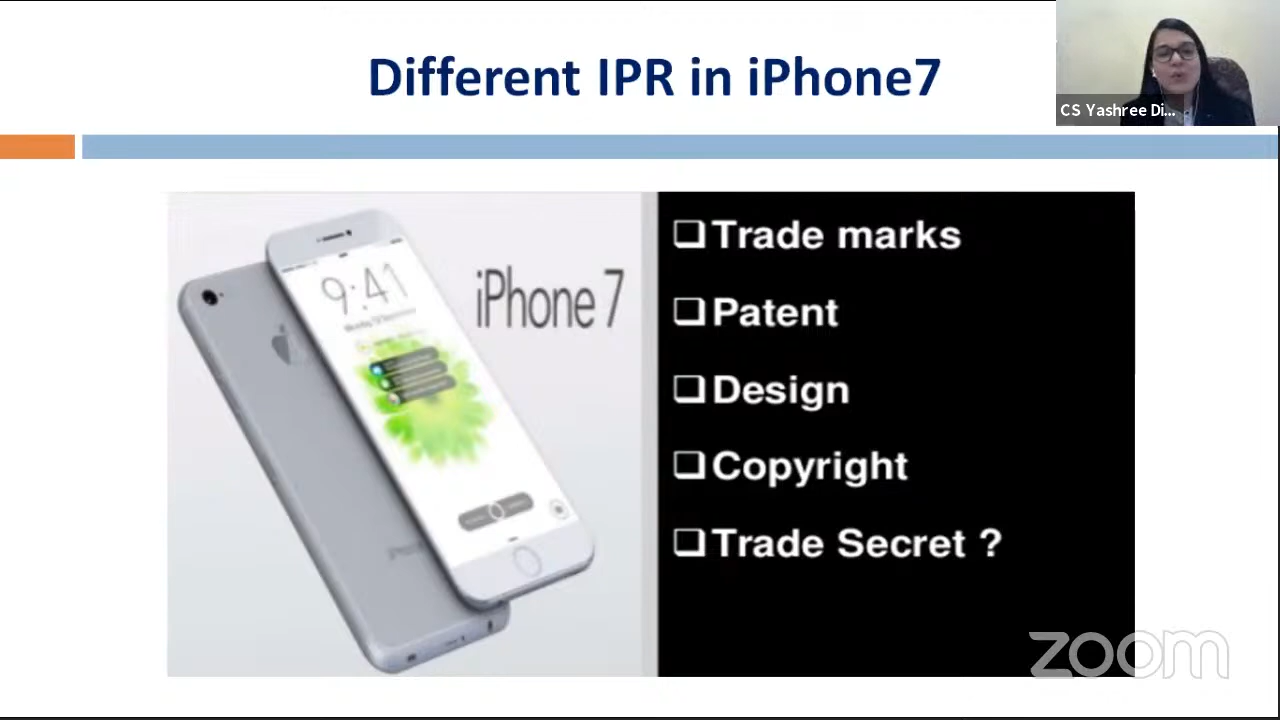 Different IPR in iPhone7
CS Yashree Di...
9:41
iPhone 7
Trade marks
Patent
Design
Copyright
Trade Secret ?
zoom